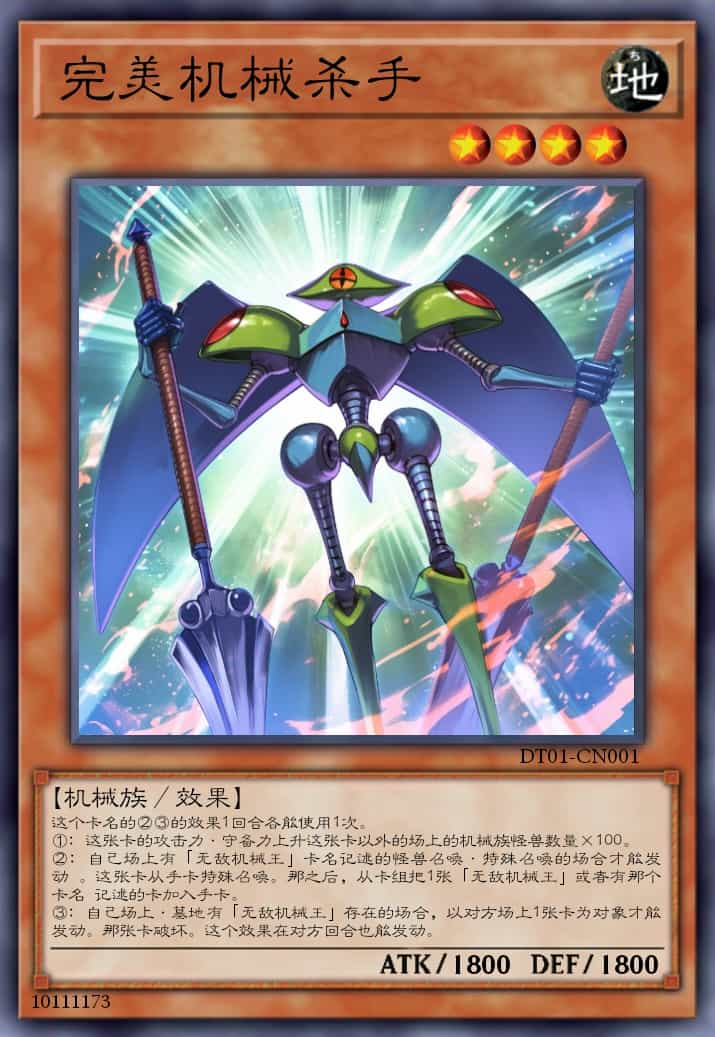 完美机械杀手
ち
地
DT01-CN001
【机械族／效果】
这个卡名的②③的效果1回合各能使用1次。
①：这张卡的攻击力·守备力上升这张卡以外的场上的机械族怪兽数量×100。
②：自己场上有「无敌机械王」卡名记述的怪兽召唤·特殊召唤的场合才能发
动 。这张卡从手卡特殊召唤。那之后，从卡组把1张「无敌机械王」或者有那个
卡名 记述的卡加入手卡。
③：自己场上·墓地有「无敌机械王」存在的场合，以对方场上1张卡为对象才能
发动。那张卡破坏。这个效果在对方回合也能发动。
ATK/1800 DEF/1800
10111173